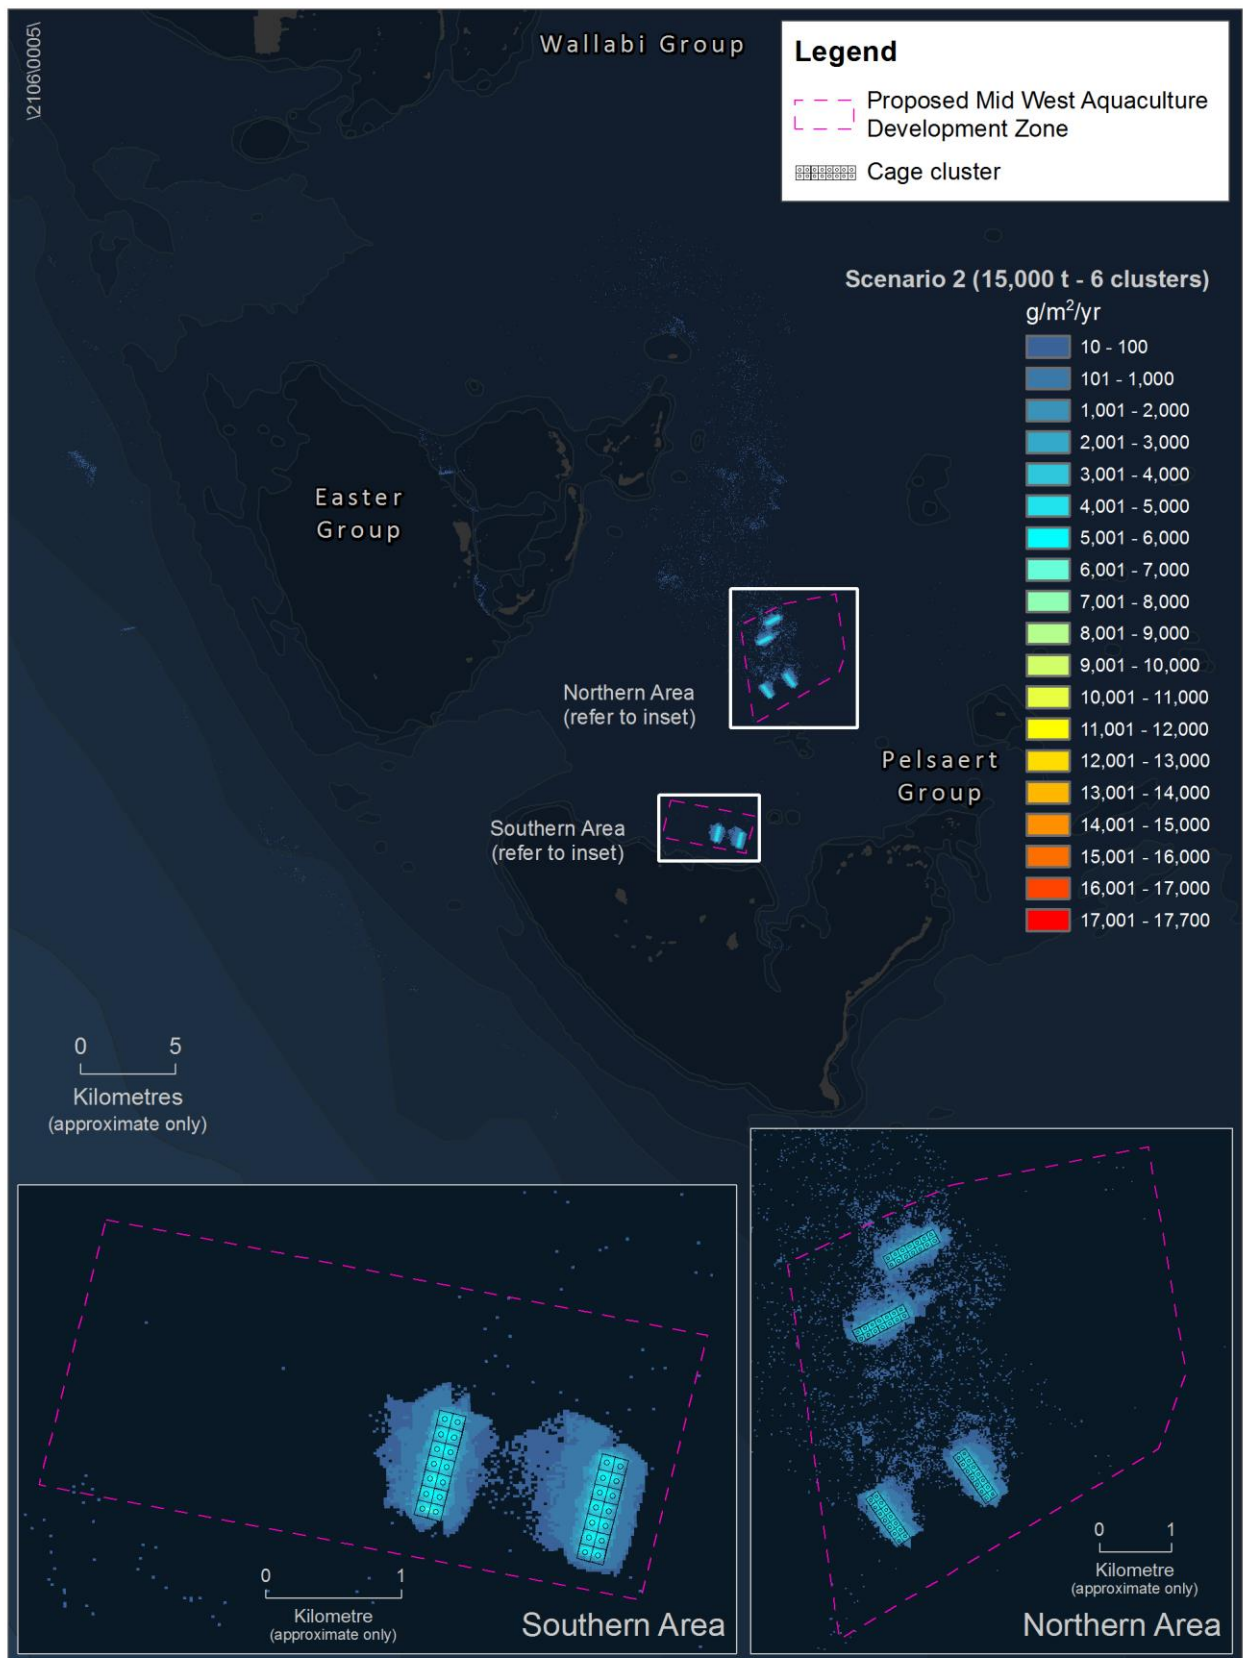 \2106\0005\
Wallabi Group
Legend
Proposed Mid West Aquaculture
Development Zone
Cage cluster
Scenario 2 (15,000 t - 6 clusters)
g/m²/yr
10 - 100
101 - 1,000
1,001 - 2,000
2,001 - 3,000
3,001 - 4,000
4,001 - 5,000
5,001 - 6,000
6,001 - 7,000
7,001 - 8,000
8,001 - 9,000
9,001 - 10,000
10,001 - 11,000
11,001 - 12,000
12,001 - 13,000
13,001 - 14,000
14,001 - 15,000
15,001 - 16,000
16,001 - 17,000
17,001 - 17,700
Easter
Group
Northern Area
(refer to inset)
Pelsaert
Group
Southern Area
(refer to inset)
0 5
Kilometres
(approximate only)
0 1
Kilometre
(approximate only)
Southern Area
0 1
Kilometre
(approximate only)
Northern Area